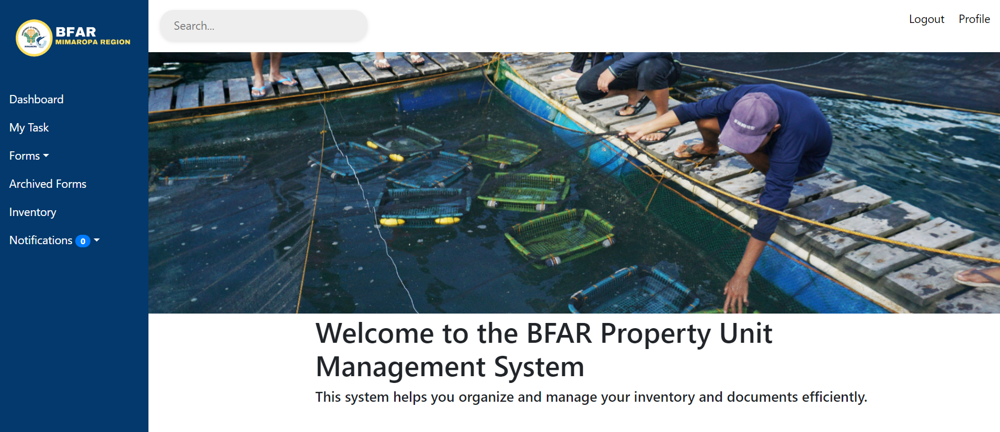 BFAR
MIMAROPA REGION
Search...
Logout Profile
Dashboard
My Task
Forms
Archived Forms
Inventory
Notifications 0
Welcome to the BFAR Property Unit
Management System
This system helps you organize and manage your inventory and documents efficiently.